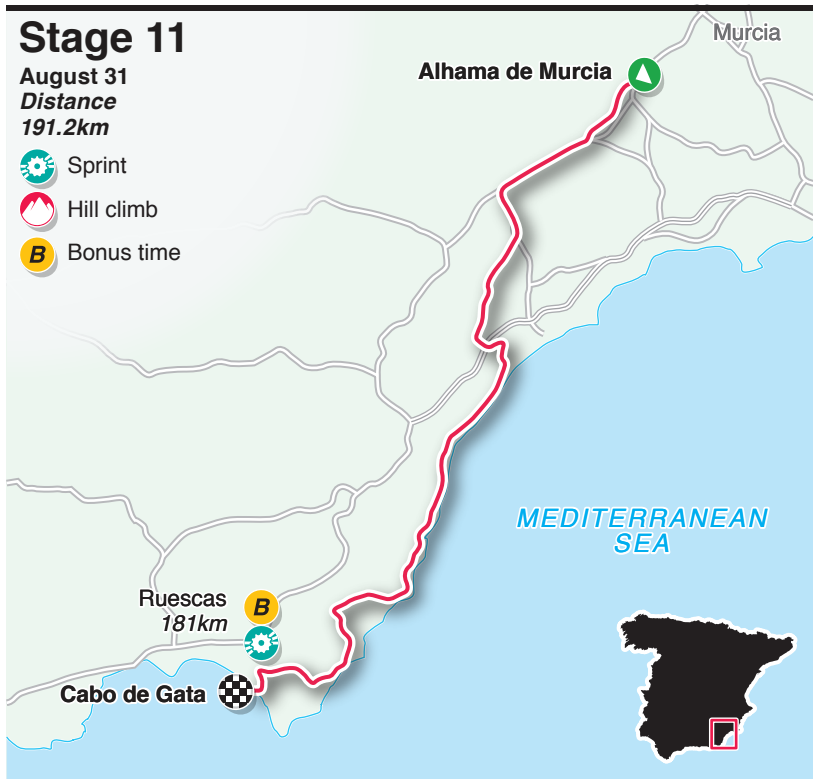 Stage 11
August 31
Distance
191.2km
Sprint
Hill climb
B Bonus time
Murcia
Alhama de Murcia
MEDITERRANEAN
SEA
Ruescas
181km
B
Cabo de Gata